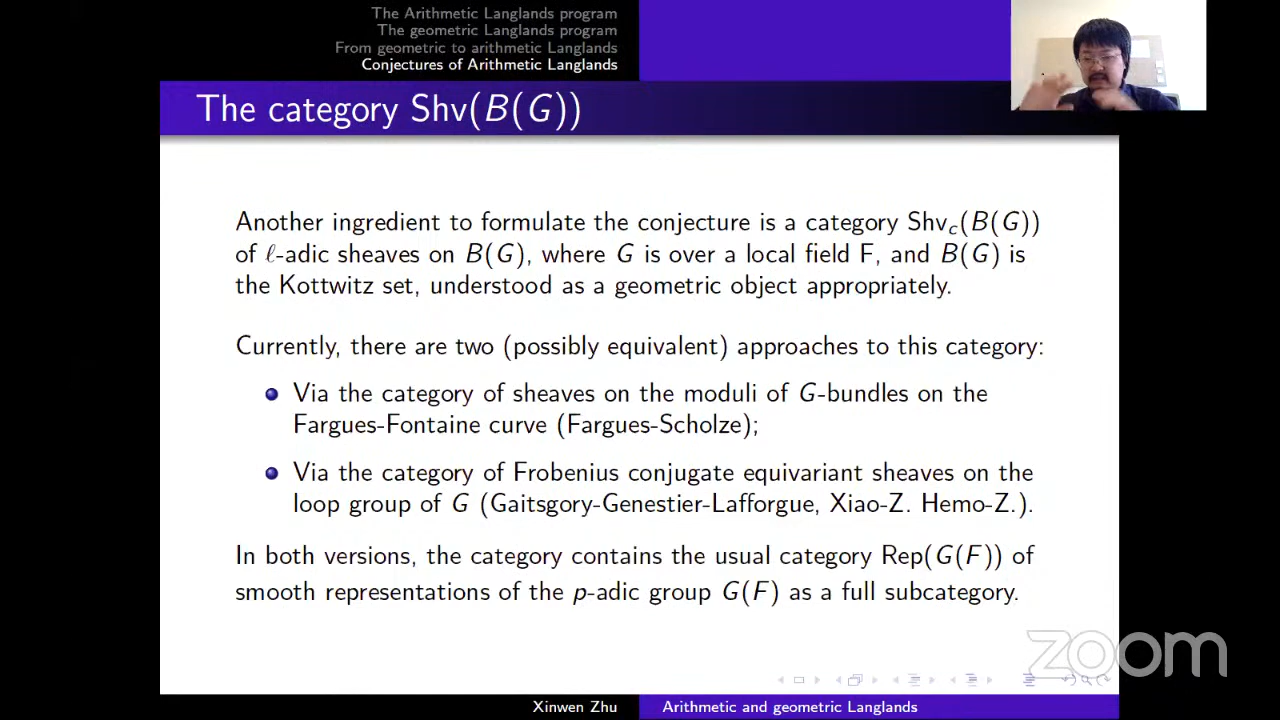 The Arithmetic Langlands program
The geometric Langlands program
From geometric to arithmetic Langlands
Conjectures of Arithmetic Langlands
The category Shv(B(G))
Another ingredient to formulate the conjecture is a category Shv_c(B(G))
of ℓ-adic sheaves on B(G), where G is over a local field F, and B(G) is
the Kottwitz set, understood as a geometric object appropriately.
Currently, there are two (possibly equivalent) approaches to this category:
Via the category of sheaves on the moduli of G-bundles on the
Fargues-Fontaine curve (Fargues-Scholze);
Via the category of Frobenius conjugate equivariant sheaves on the
loop group of G (Gaitsgory-Genestier-Lafforgue, Xiao-Z. Hemo-Z.).
In both versions, the category contains the usual category Rep(G(F)) of
smooth representations of the p-adic group G(F) as a full subcategory.
zoom
Xinwen Zhu
Arithmetic and geometric Langlands